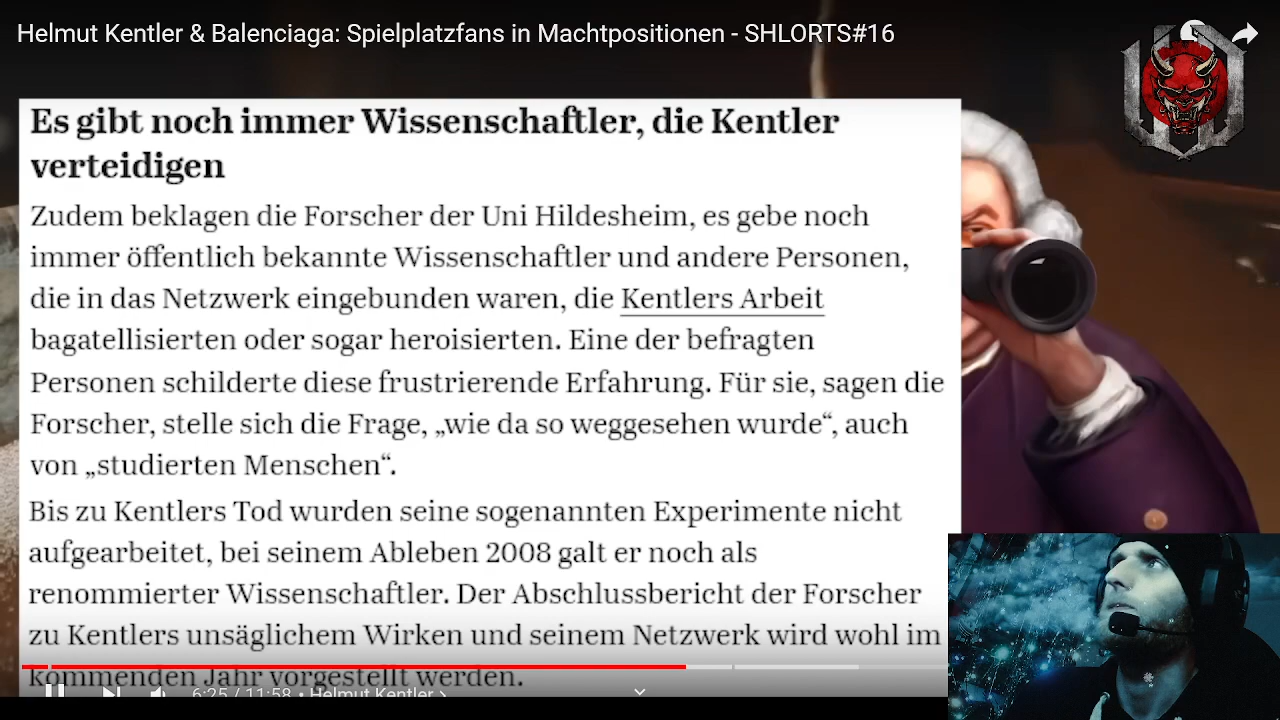 Helmut Kentler & Balenciaga: Spielplatzfans in Machtpositionen - SHLORTS#16
Es gibt noch immer Wissenschaftler, die Kentler
verteidigen
Zudem beklagen die Forscher der Uni Hildesheim, es gebe noch
immer öffentlich bekannte Wissenschaftler und andere Personen,
die in das Netzwerk eingebunden waren, die Kentlers Arbeit
bagatellisierten oder sogar heroisierten. Eine der befragten
Personen schilderte diese frustrierende Erfahrung. Für sie, sagen die
Forscher, stelle sich die Frage, „wie da so weggesehen wurde“, auch
von „studierten Menschen“.
Bis zu Kentlers Tod wurden seine sogenannten Experimente nicht
aufgearbeitet, bei seinem Ableben 2008 galt er noch als
renommierter Wissenschaftler. Der Abschlussbericht der Forscher
zu Kentlers unsäglichem Wirken und seinem Netzwerk wird wohl im
kommenden Jahr vorgestellt werden.
6:25 / 11:58 • Helmut Kentler ›